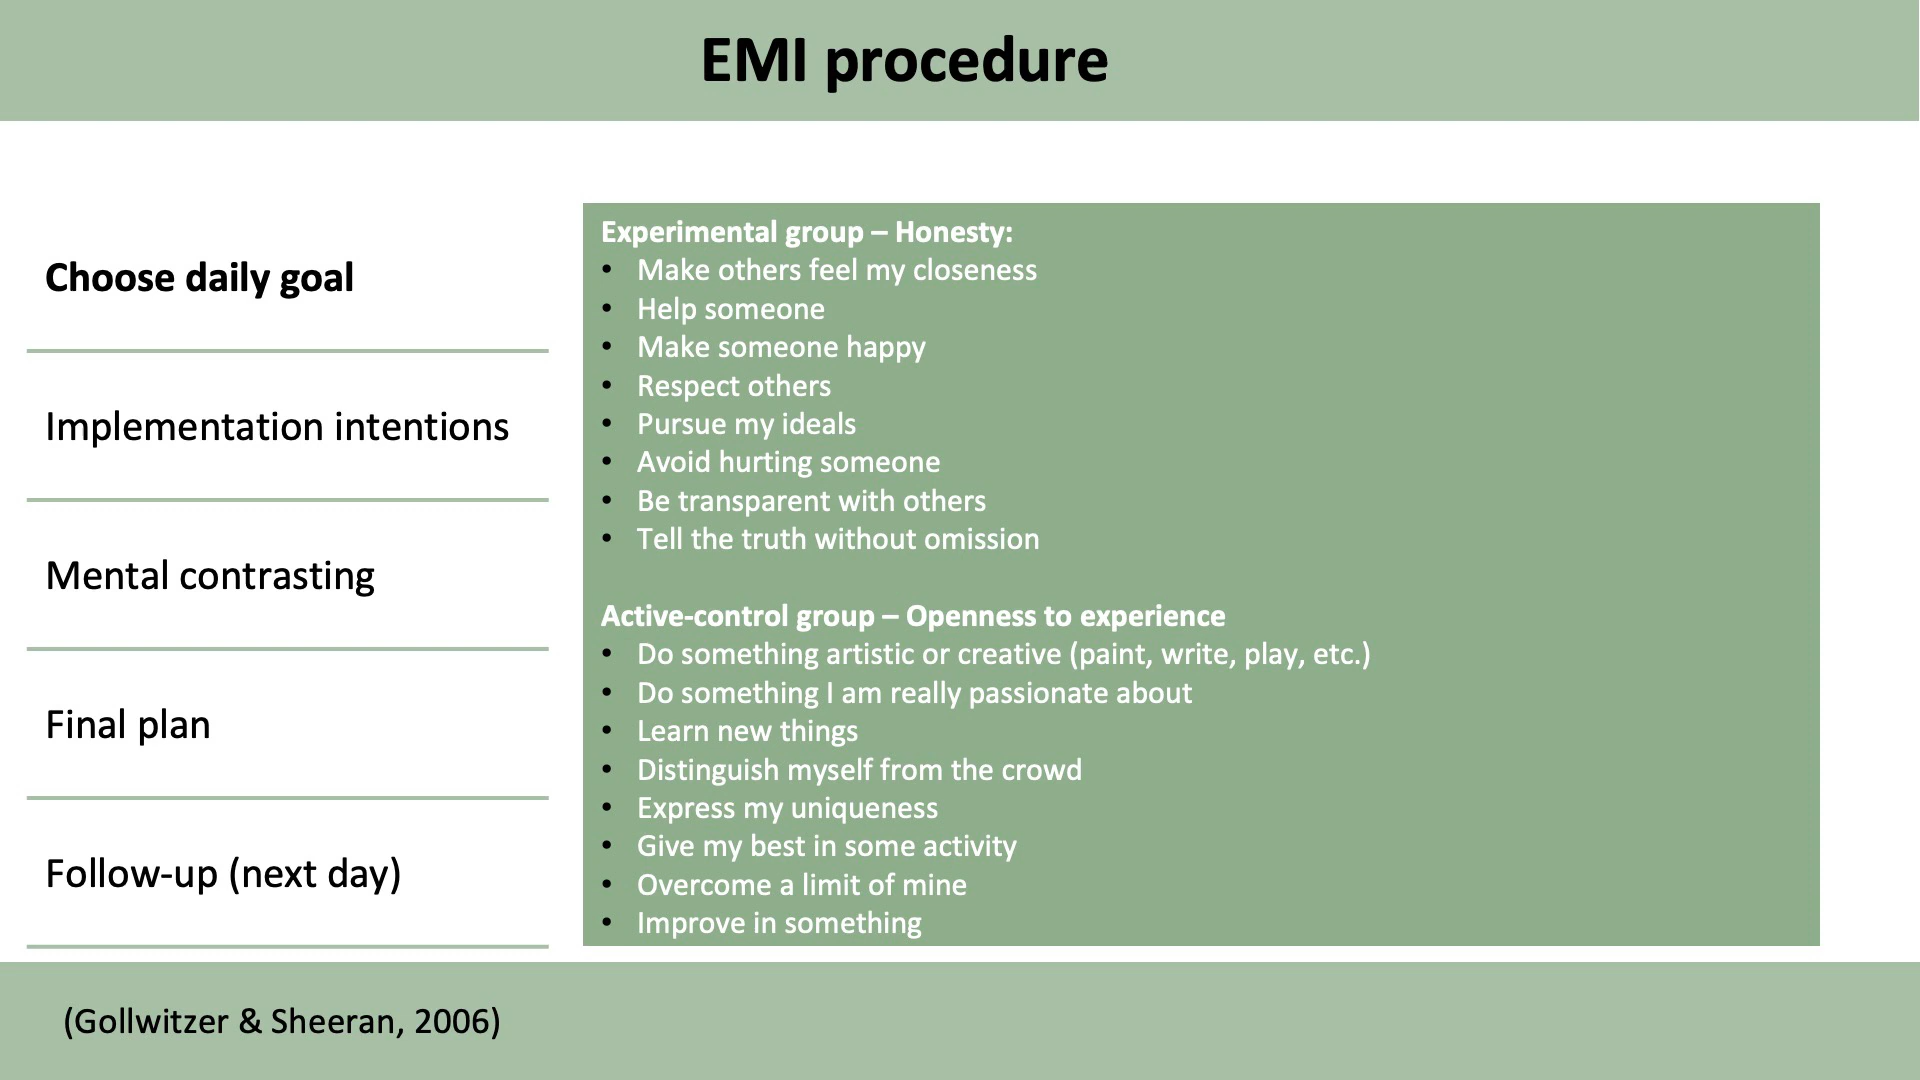 EMI procedure
Choose daily goal
Implementation intentions
Mental contrasting
Final plan
Follow-up (next day)
Experimental group – Honesty:
• Make others feel my closeness
• Help someone
• Make someone happy
• Respect others
• Pursue my ideals
• Avoid hurting someone
• Be transparent with others
• Tell the truth without omission
Active-control group – Openness to experience
• Do something artistic or creative (paint, write, play, etc.)
• Do something I am really passionate about
• Learn new things
• Distinguish myself from the crowd
• Express my uniqueness
• Give my best in some activity
• Overcome a limit of mine
• Improve in something
(Gollwitzer & Sheeran, 2006)